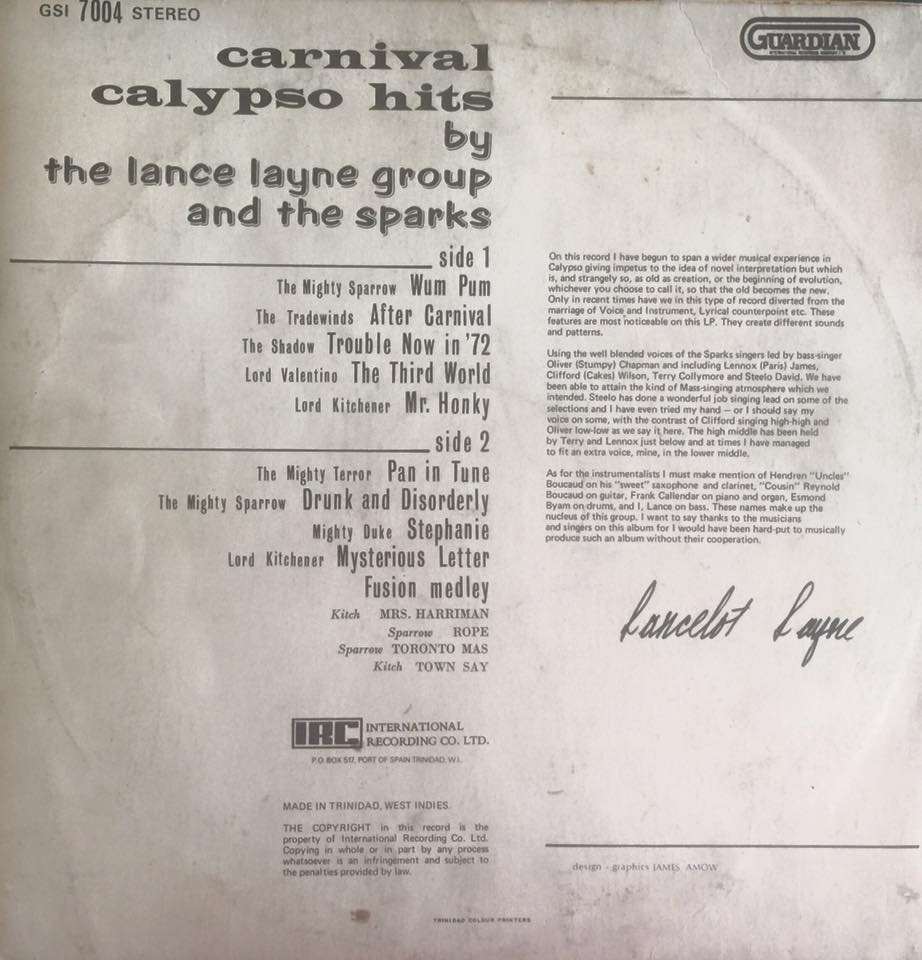 GSI 7004 STEREO
GUARDIAN
carnival
calypso hits
by
the lance layne group
and the sparks
side 1
The Mighty Sparrow Wum Pum
The Tradewinds After Carnival
The Shadow Trouble Now in '72
Lord Valentino The Third World
Lord Kitchener Mr. Honky
side 2
The Mighty Terror Pan in Tune
The Mighty Sparrow Drunk and Disorderly
Mighty Duke Stephanie
Lord Kitchener Mysterious Letter
Fusion medley
Kitch MRS. HARRIMAN
Sparrow ROPE
Sparrow TORONTO MAS
Kitch TOWN SAY
IRC INTERNATIONAL
RECORDING CO. LTD.
P.O. BOX 517, PORT OF SPAIN TRINIDAD, W.I.
MADE IN TRINIDAD, WEST INDIES.
THE COPYRIGHT in this record is the
property of International Recording Co. Ltd.
Copying in whole or in part by any process
whatsoever is an infringement and subject to
the penalties provided by law.
TRINIDAD COLOUR PRINTERS
On this record I have begun to span a wider musical experience in
Calypso giving impetus to the idea of novel interpretation but which
is, and strangely so, as old as creation, or the beginning of evolution,
whichever you choose to call it, so that the old becomes the new.
Only in recent times have we in this type of record diverted from the
marriage of Voice and Instrument, Lyrical counterpoint etc. These
features are most noticeable on this LP. They create different sounds
and patterns.
Using the well blended voices of the Sparks singers led by bass-singer
Oliver (Stumpy) Chapman and including Lennox (Paris) James,
Clifford (Cakes) Wilson, Terry Collymore and Steelo David. We have
been able to attain the kind of Mass-singing atmosphere which we
intended. Steelo has done a wonderful job singing lead on some of the
selections and I have even tried my hand — or I should say my
voice on some, with the contrast of Clifford singing high-high and
Oliver low-low as we say it here. The high middle has been held
by Terry and Lennox just below and at times I have managed
to fit an extra voice, mine, in the lower middle.
As for the instrumentalists I must make mention of Hendren "Uncles"
Boucaud on his "sweet" saxophone and clarinet, "Cousin" Reynold
Boucaud on guitar, Frank Callendar on piano and organ, Esmond
Byam on drums, and I, Lance on bass. These names make up the
nucleus of this group. I want to say thanks to the musicians
and singers on this album for I would have been hard-put to musically
produce such an album without their cooperation.
Lancelot Layne
design - graphics JAMES AMOW